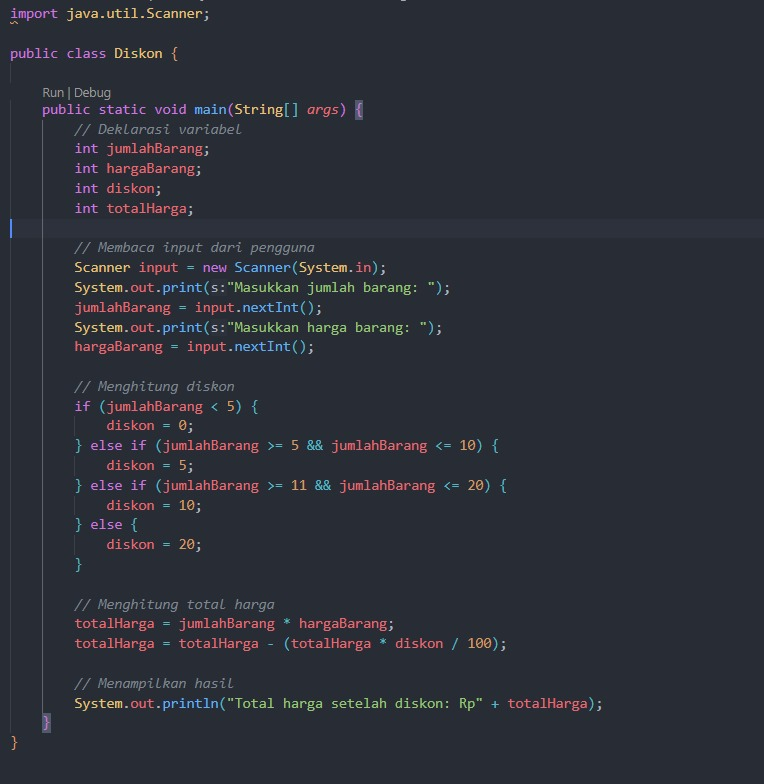 import java.util.Scanner;
public class Diskon {
Run | Debug
public static void main(String[] args) {
// Deklarasi variabel
int jumlahBarang;
int hargaBarang;
int diskon;
int totalHarga;
// Membaca input dari pengguna
Scanner input = new Scanner(System.in);
System.out.print(s:"Masukkan jumlah barang: ");
jumlahBarang = input.nextInt();
System.out.print(s:"Masukkan harga barang: ");
hargaBarang = input.nextInt();
// Menghitung diskon
if (jumlahBarang < 5) {
diskon = 0;
} else if (jumlahBarang >= 5 && jumlahBarang <= 10) {
diskon = 5;
} else if (jumlahBarang >= 11 && jumlahBarang <= 20) {
diskon = 10;
} else {
diskon = 20;
}
// Menghitung total harga
totalHarga = jumlahBarang * hargaBarang;
totalHarga = totalHarga - (totalHarga * diskon / 100);
// Menampilkan hasil
System.out.println("Total harga setelah diskon: Rp" + totalHarga);
}
}